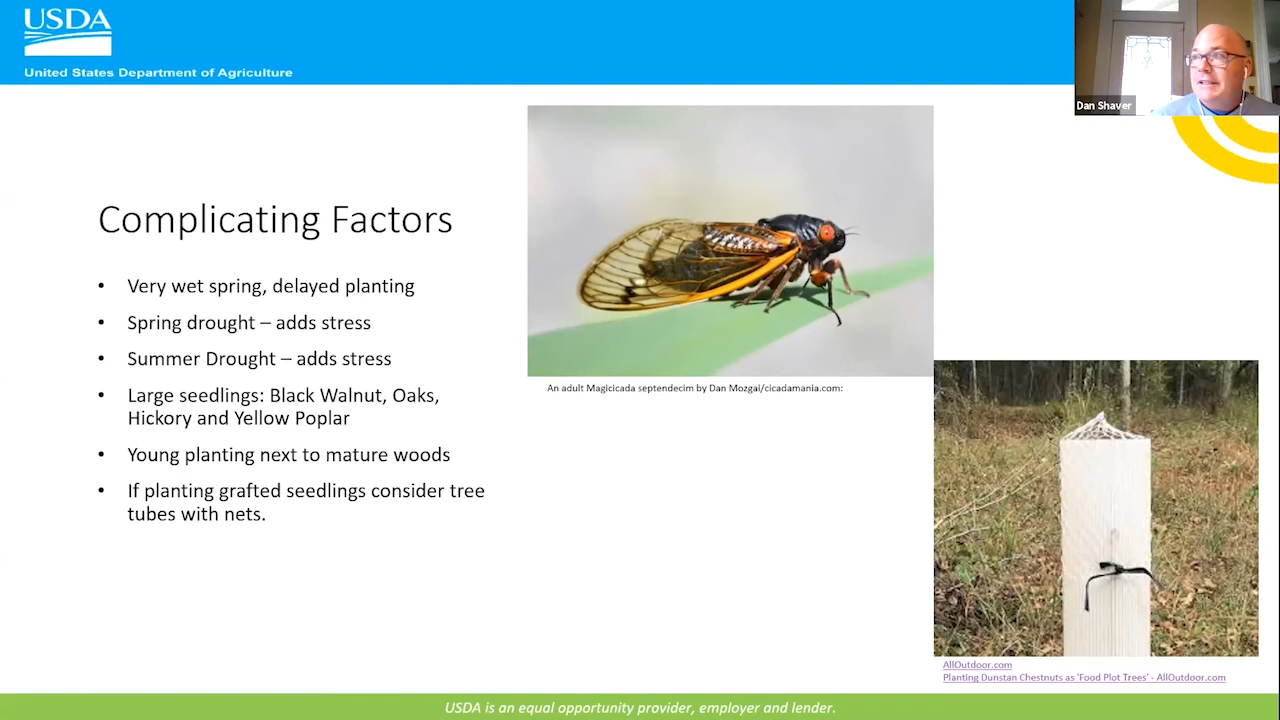 USDA
United States Department of Agriculture
Dan Shaver
Complicating Factors
• Very wet spring, delayed planting
• Spring drought – adds stress
• Summer Drought – adds stress
• Large seedlings: Black Walnut, Oaks,
Hickory and Yellow Poplar
• Young planting next to mature woods
• If planting grafted seedlings consider tree
tubes with nets.
An adult Magicicada septendecim by Dan Mozgai/cicadamania.com:
AllOutdoor.com
Planting Dunstan Chestnuts as 'Food Plot Trees' - AllOutdoor.com
USDA is an equal opportunity provider, employer and lender.